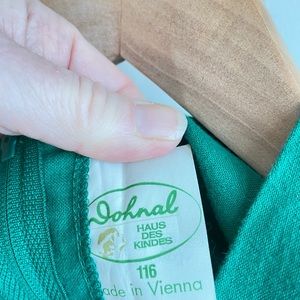 Dohnal
HAUS
DES
KINDES
116
ade in Vienna